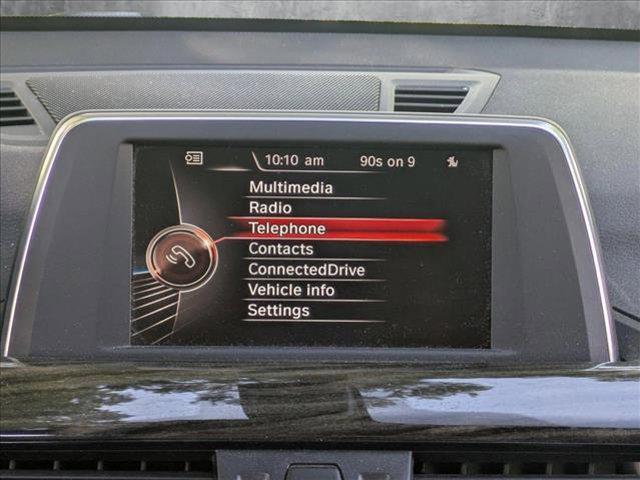 10:10 am 90s on 9
Multimedia
Radio
Telephone
Contacts
ConnectedDrive
Vehicle info
Settings